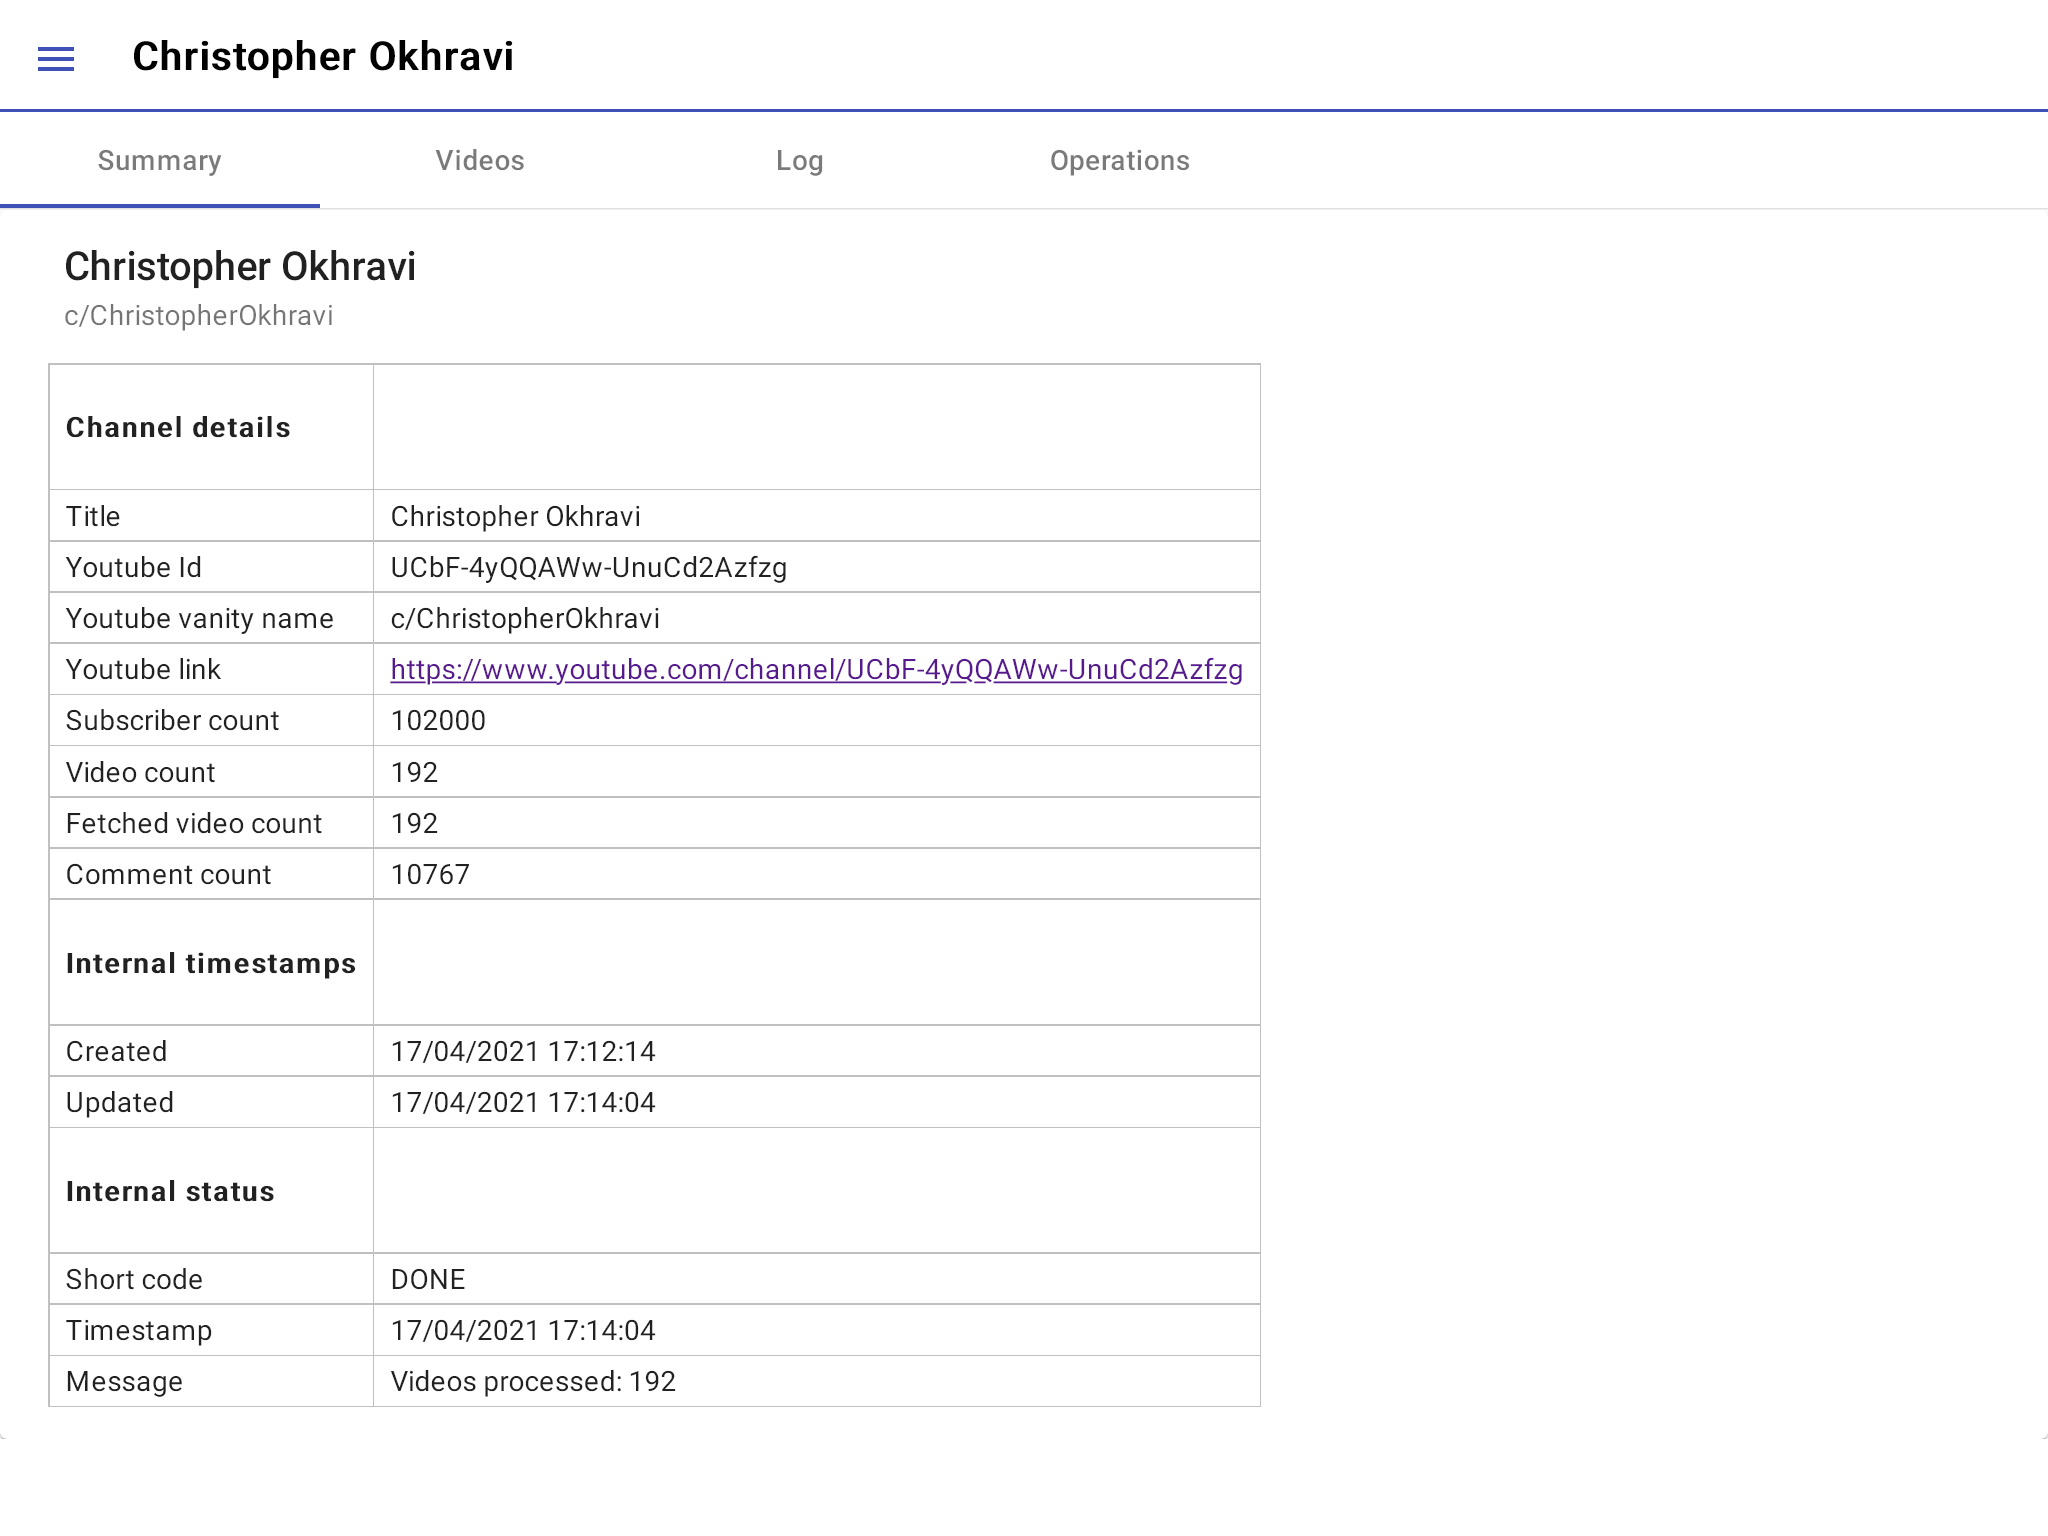 Christopher Okhravi
Summary Videos Log Operations
Christopher Okhravi
c/ChristopherOkhravi
Channel details
Title Christopher Okhravi
Youtube Id UCbF-4yQQAWw-UnuCd2Azfzg
Youtube vanity name c/ChristopherOkhravi
Youtube link https://www.youtube.com/channel/UCbF-4yQQAWw-UnuCd2Azfzg
Subscriber count 102000
Video count 192
Fetched video count 192
Comment count 10767
Internal timestamps
Created 17/04/2021 17:12:14
Updated 17/04/2021 17:14:04
Internal status
Short code DONE
Timestamp 17/04/2021 17:14:04
Message Videos processed: 192